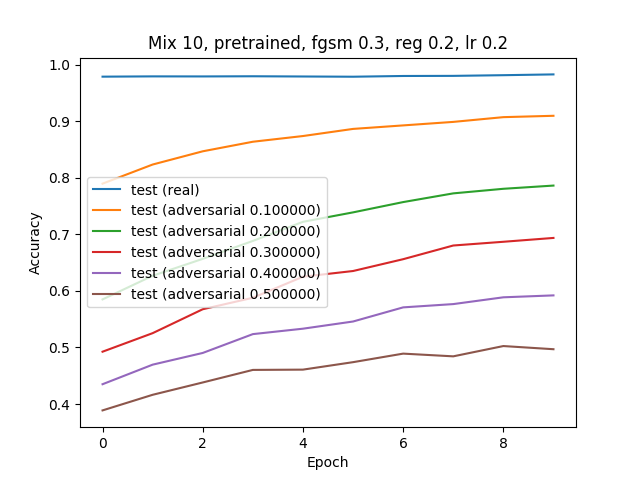 Mix 10, pretrained, fgsm 0.3, reg 0.2, lr 0.2
1.0
0.9
0.8
0.7
0.6
0.5
0.4
Accuracy
test (real)
test (adversarial 0.100000)
test (adversarial 0.200000)
test (adversarial 0.300000)
test (adversarial 0.400000)
test (adversarial 0.500000)
0 2 4 6 8
Epoch